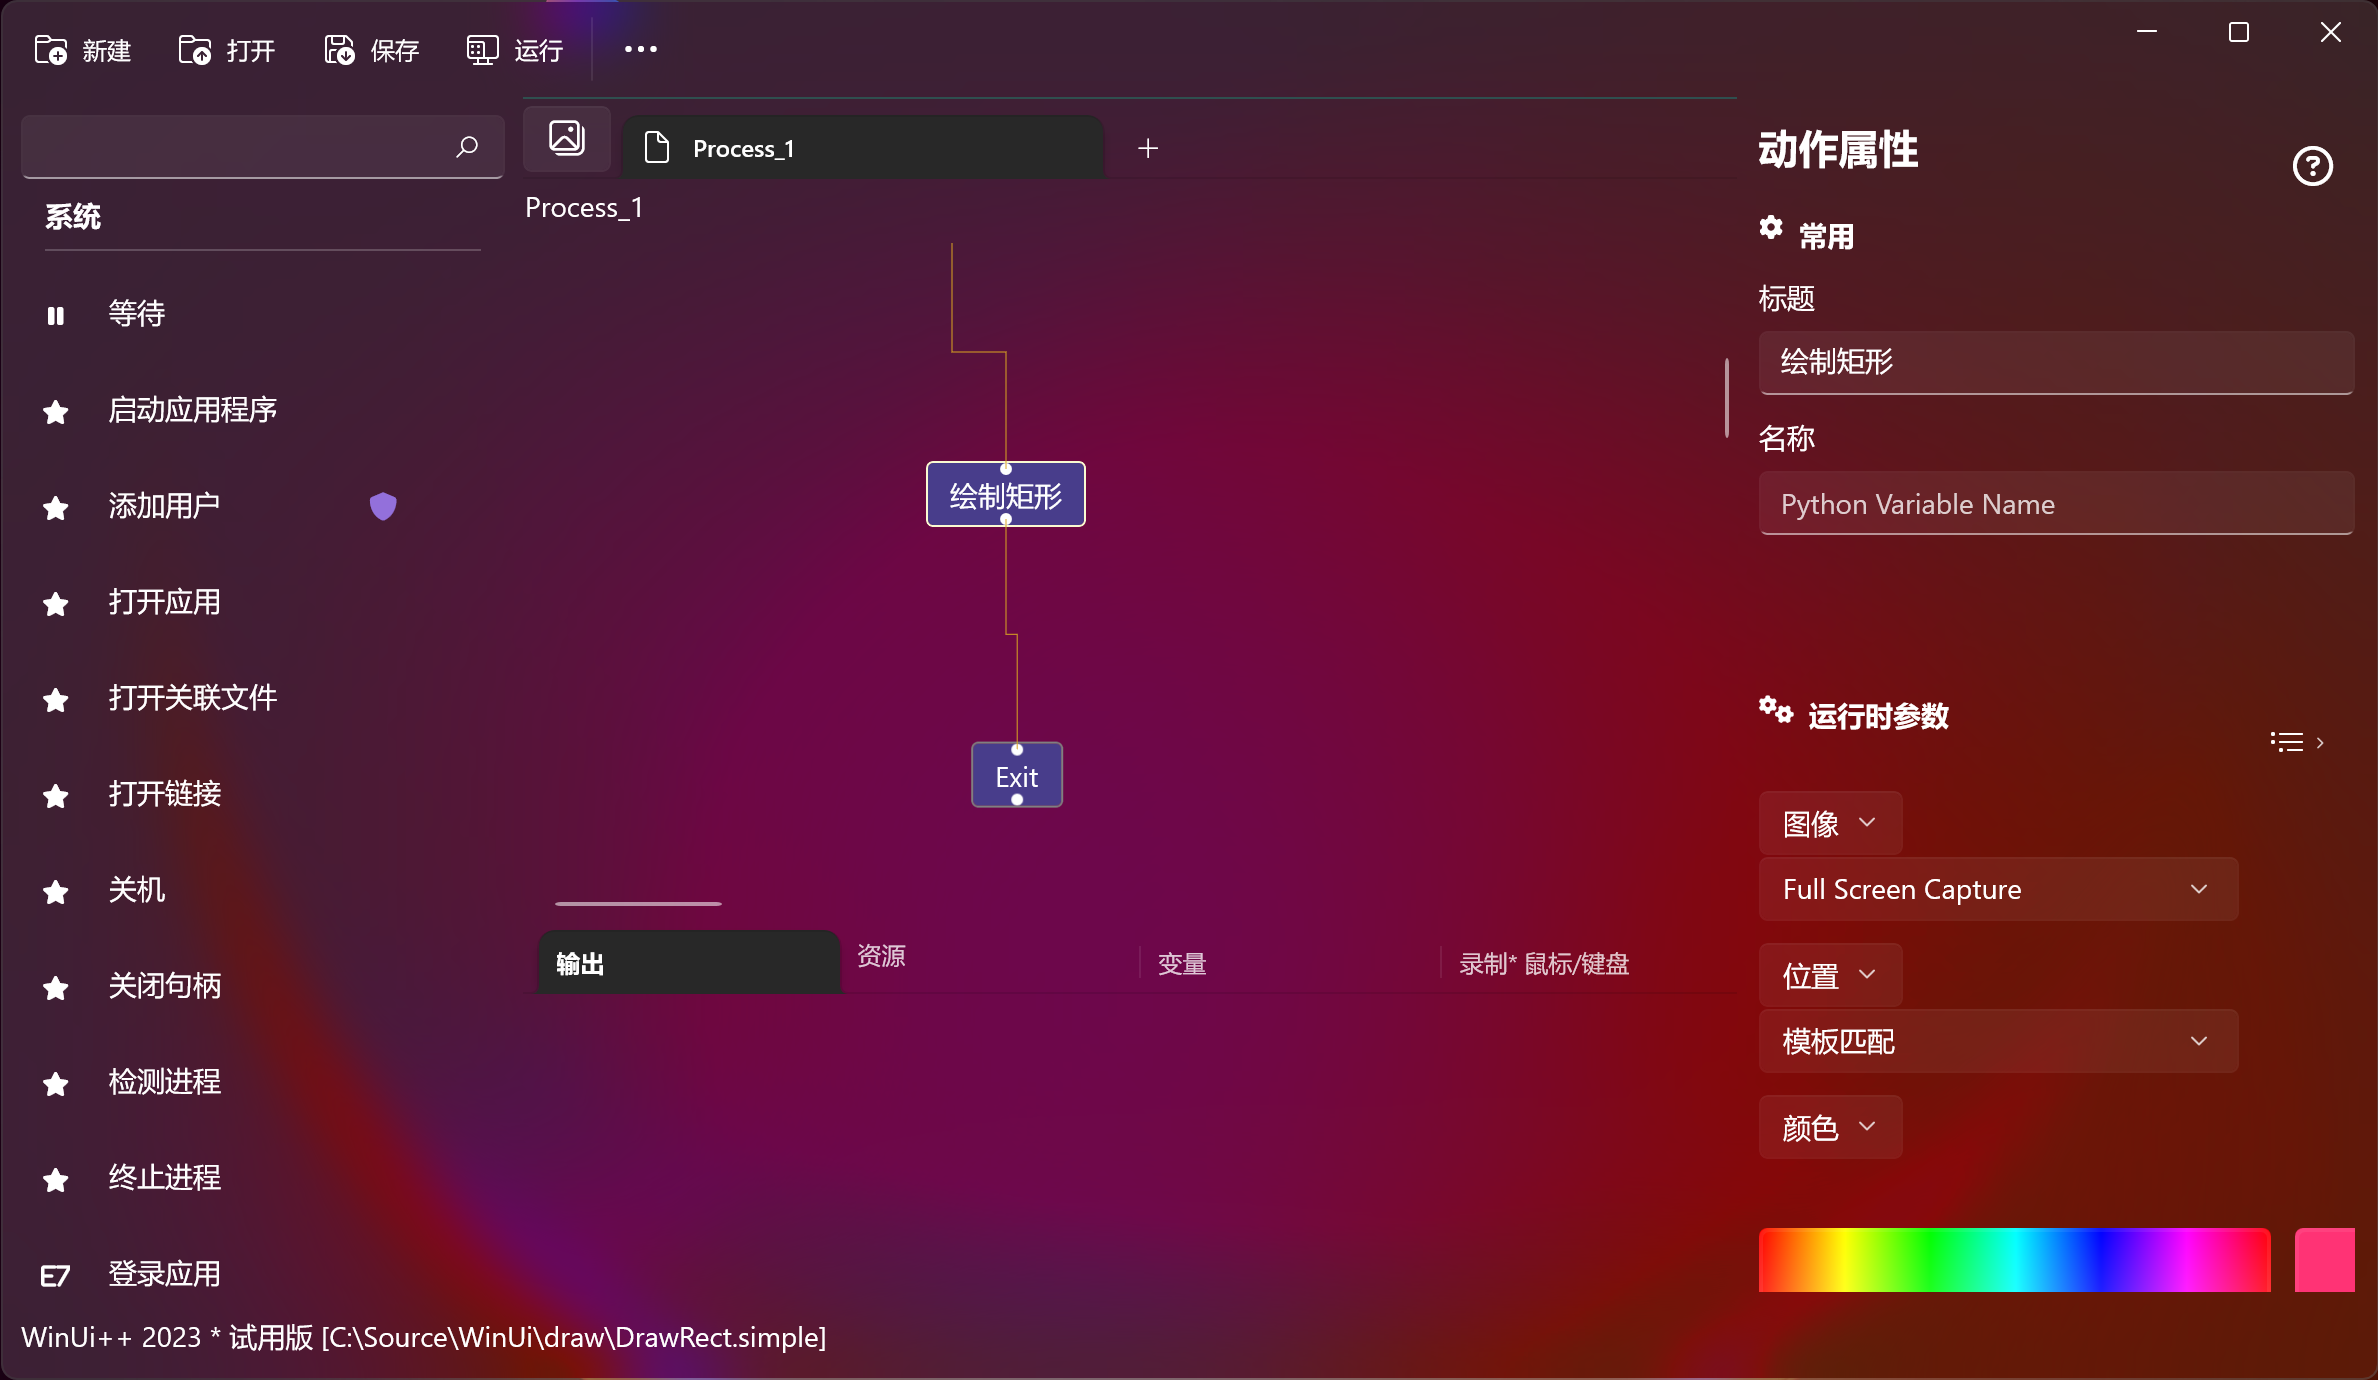 新建 打开 保存 运行
系统
等待
启动应用程序
添加用户
打开应用
打开关联文件
打开链接
关机
关闭句柄
检测进程
终止进程
登录应用
Process_1
Process_1
绘制矩形
Exit
输出 资源 变量 录制* 鼠标/键盘
动作属性
常用
标题
绘制矩形
名称
Python Variable Name
运行时参数
图像
Full Screen Capture
位置
模板匹配
颜色
WinUi++ 2023 * 试用版 [C:\Source\WinUi\draw\DrawRect.simple]